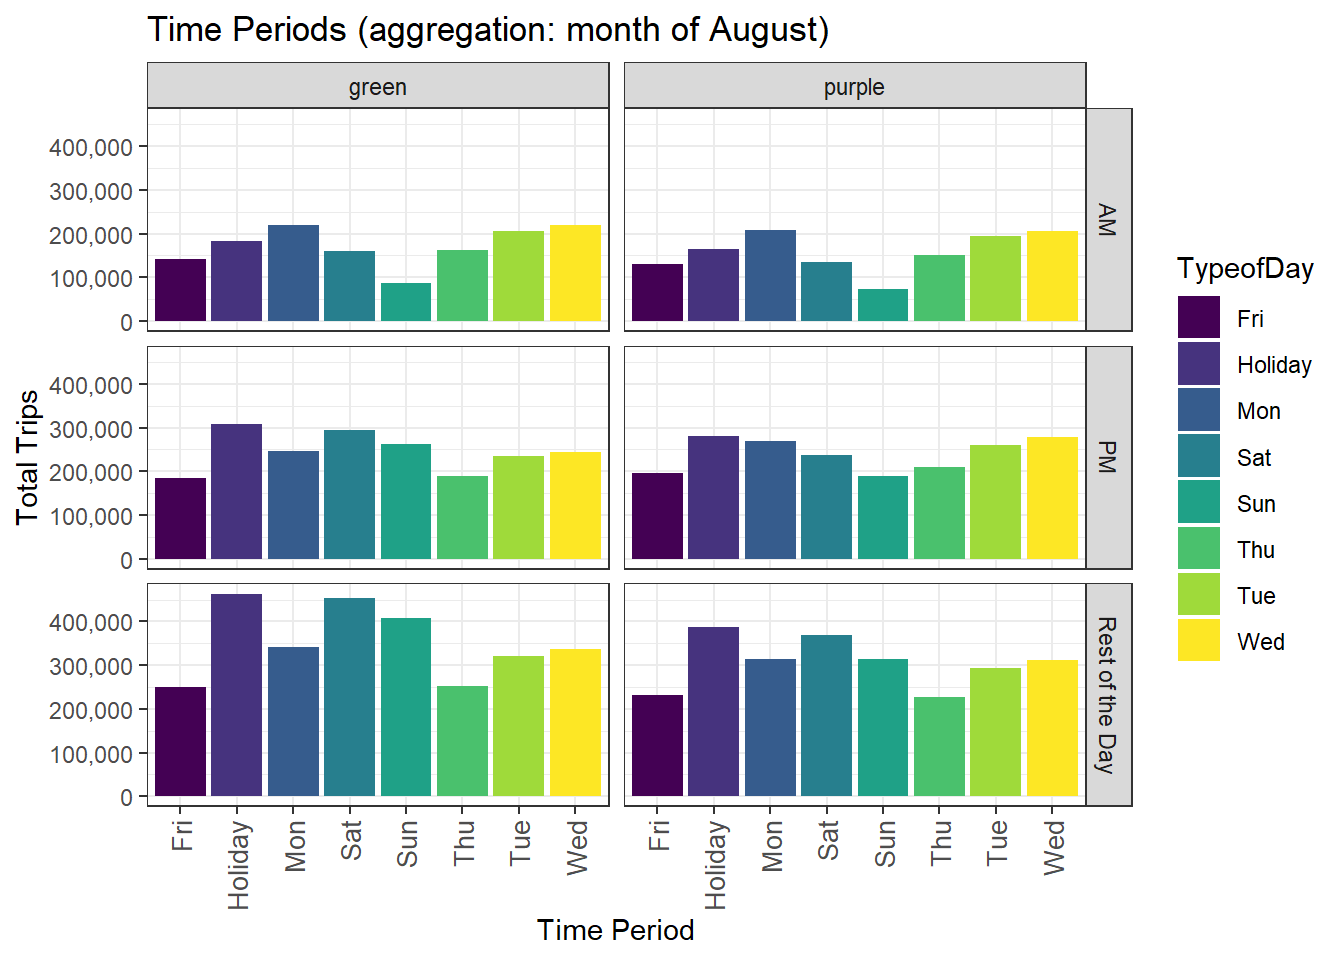 Time Periods (aggregation: month of August)
green
purple
400,000
300,000
200,000
100,000
0
AM
400,000
300,000
200,000
100,000
0
PM
400,000
300,000
200,000
100,000
0
Rest of the Day
Total Trips
Fri
Holiday
Mon
Sat
Sun
Thu
Tue
Wed
Fri
Holiday
Mon
Sat
Sun
Thu
Tue
Wed
Time Period
TypeofDay
Fri
Holiday
Mon
Sat
Sun
Thu
Tue
Wed